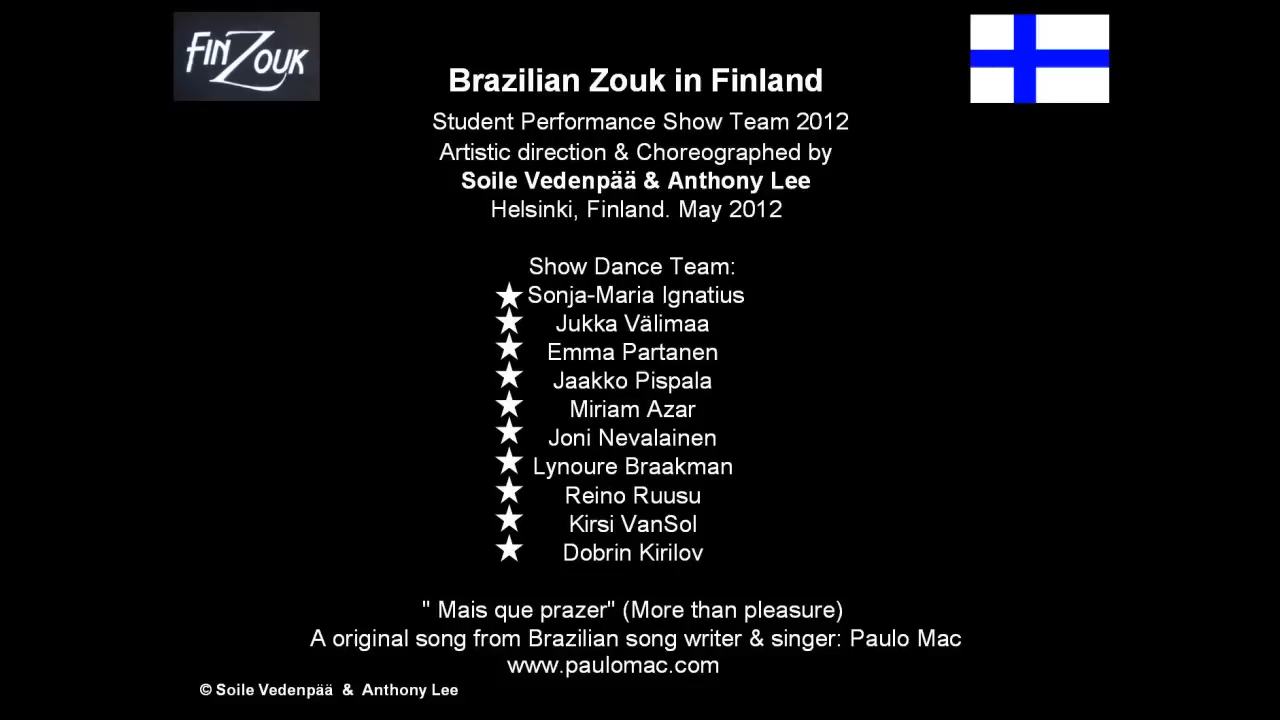 FINZOUK
Brazilian Zouk in Finland
Student Performance Show Team 2012
Artistic direction & Choreographed by
Soile Vedenpää & Anthony Lee
Helsinki, Finland. May 2012
Show Dance Team:
★ Sonja-Maria Ignatius
★ Jukka Välimaa
★ Emma Partanen
★ Jaakko Pispala
★ Miriam Azar
★ Joni Nevalainen
★ Lynoure Braakman
★ Reino Ruusu
★ Kirsi VanSol
★ Dobrin Kirilov
" Mais que prazer" (More than pleasure)
A original song from Brazilian song writer & singer: Paulo Mac
www.paulomac.com
© Soile Vedenpää & Anthony Lee